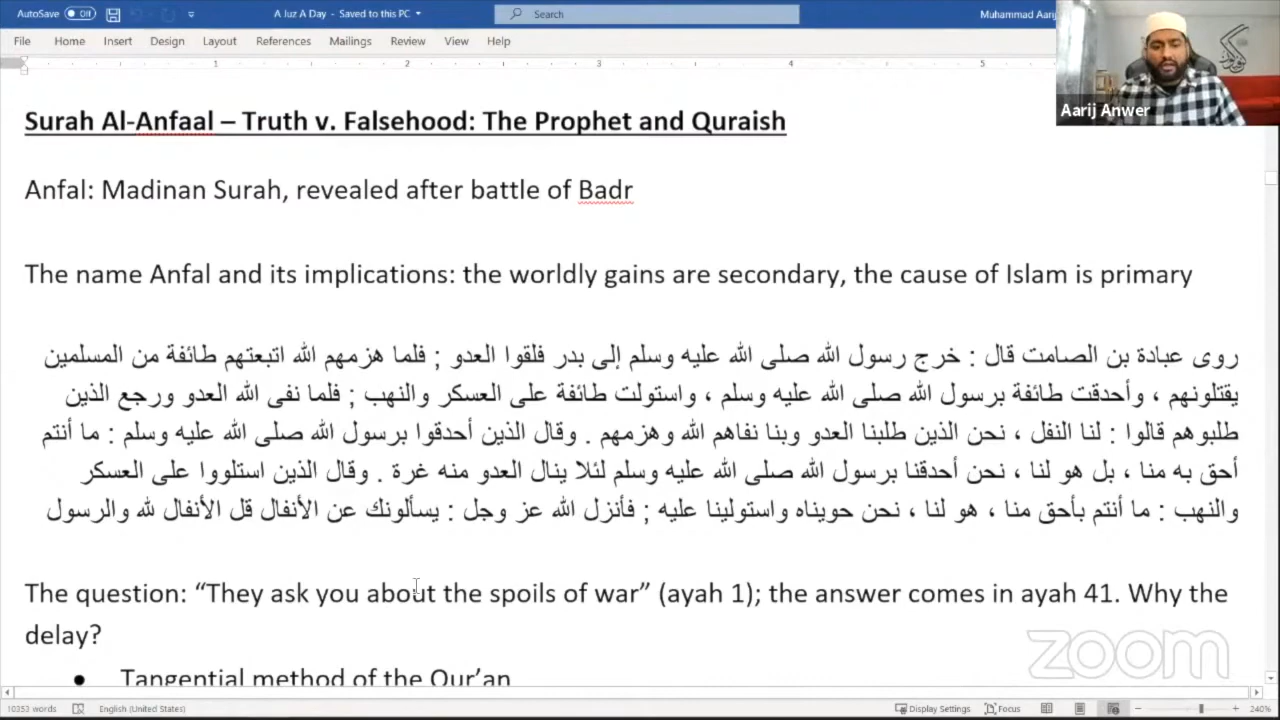 AutoSave Off A Juz A Day - Saved to this PC Search Muhammad Aarij
File Home Insert Design Layout References Mailings Review View Help
1 2 3 4 5
Aarij Anwer
Surah Al-Anfaal – Truth v. Falsehood: The Prophet and Quraish
Anfal: Madinan Surah, revealed after battle of Badr
The name Anfal and its implications: the worldly gains are secondary, the cause of Islam is primary
روى عبادة بن الصامت قال : خرج رسول الله صلى الله عليه وسلم إلى بدر فلقوا العدو ; فلما هزمهم الله اتبعتهم طائفة من المسلمين
يقتلونهم ، وأحدقت طائفة برسول الله صلى الله عليه وسلم ، واستولت طائفة على العسكر والنهب ; فلما نفى الله العدو ورجع الذين
طلبوهم قالوا : لنا النفل ، نحن الذين طلبنا العدو وبنا نفاهم الله وهزمهم . وقال الذين أحدقوا برسول الله صلى الله عليه وسلم : ما أنتم
أحق به منا ، بل هو لنا ، نحن أحدقنا برسول الله صلى الله عليه وسلم لئلا ينال العدو منه غرة . وقال الذين استلووا على العسكر
والنهب : ما أنتم بأحق منا ، هو لنا ، نحن حويناه واستولينا عليه ; فأنزل الله عز وجل : يسألونك عن الأنفال قل الأنفال لله والرسول
The question: “They ask you about the spoils of war” (ayah 1); the answer comes in ayah 41. Why the
delay?
• Tangential method of the Qur’an
zoom
10353 words English (United States) Display Settings Focus 240%